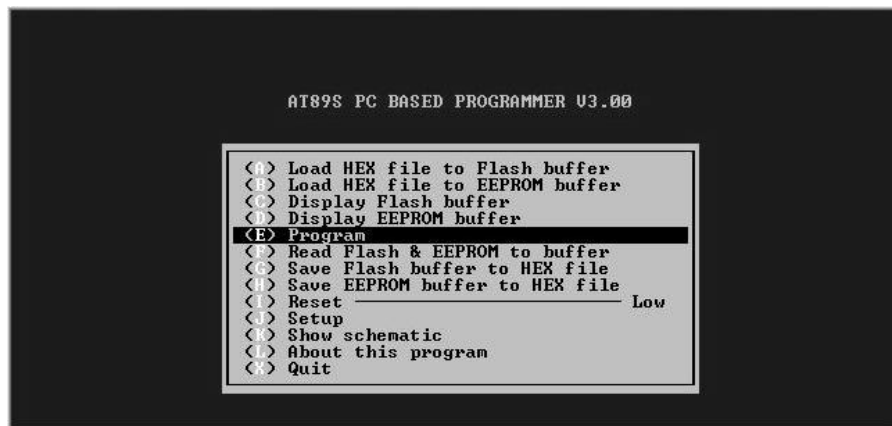 AT89S PC BASED PROGRAMMER V3.00
(A) Load HEX file to Flash buffer
(B) Load HEX file to EEPROM buffer
(C) Display Flash buffer
(D) Display EEPROM buffer
(E) Program
(F) Read Flash & EEPROM to buffer
(G) Save Flash buffer to HEX file
(H) Save EEPROM buffer to HEX file
(I) Reset ———————————————— Low
(J) Setup
(K) Show schematic
(L) About this program
(X) Quit